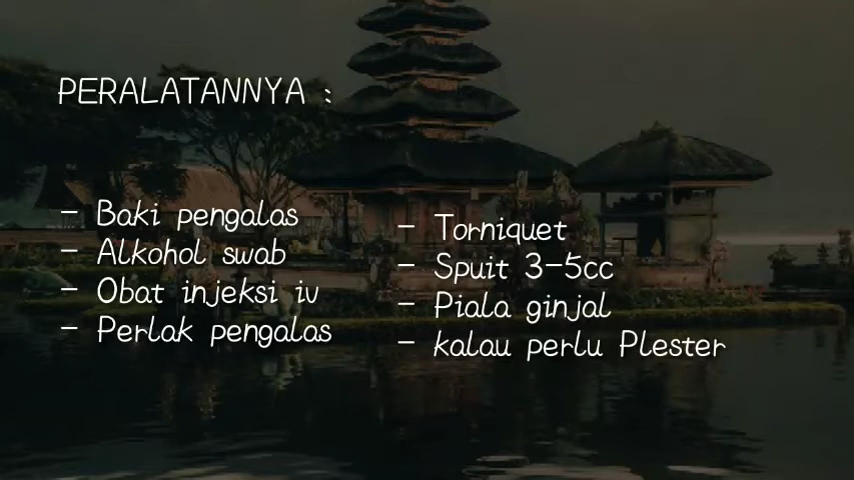 PERALATANNYA :
- Baki pengalas
- Alkohol swab
- Obat injeksi iv
- Perlak pengalas
- Torniquet
- Spuit 3-5cc
- Piala ginjal
- kalau perlu Plester